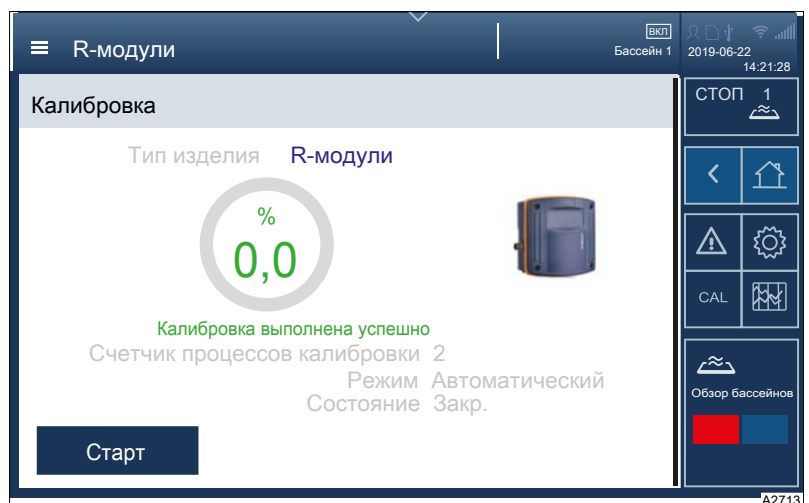 R-модули
ВКЛ
Бассейн 1
2019-06-22
14:21:28
Калибровка
СТОП 1
Тип изделия R-модули
%
0,0
Калибровка выполнена успешно
Счетчик процессов калибровки 2
Режим Автоматический
Состояние Закр.
CAL
Обзор бассейнов
Старт
A2713